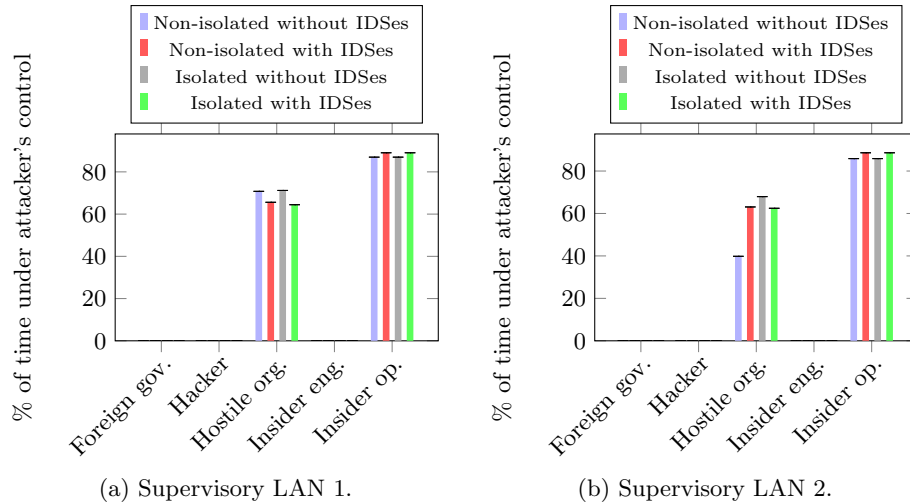 % of time under attacker's control
Non-isolated without IDSes
Non-isolated with IDSes
Isolated without IDSes
Isolated with IDSes
80
60
40
20
0
Foreign gov.
Hacker
Hostile org.
Insider eng.
Insider op.
(a) Supervisory LAN 1.
% of time under attacker's control
Non-isolated without IDSes
Non-isolated with IDSes
Isolated without IDSes
Isolated with IDSes
80
60
40
20
0
Foreign gov.
Hacker
Hostile org.
Insider eng.
Insider op.
(b) Supervisory LAN 2.